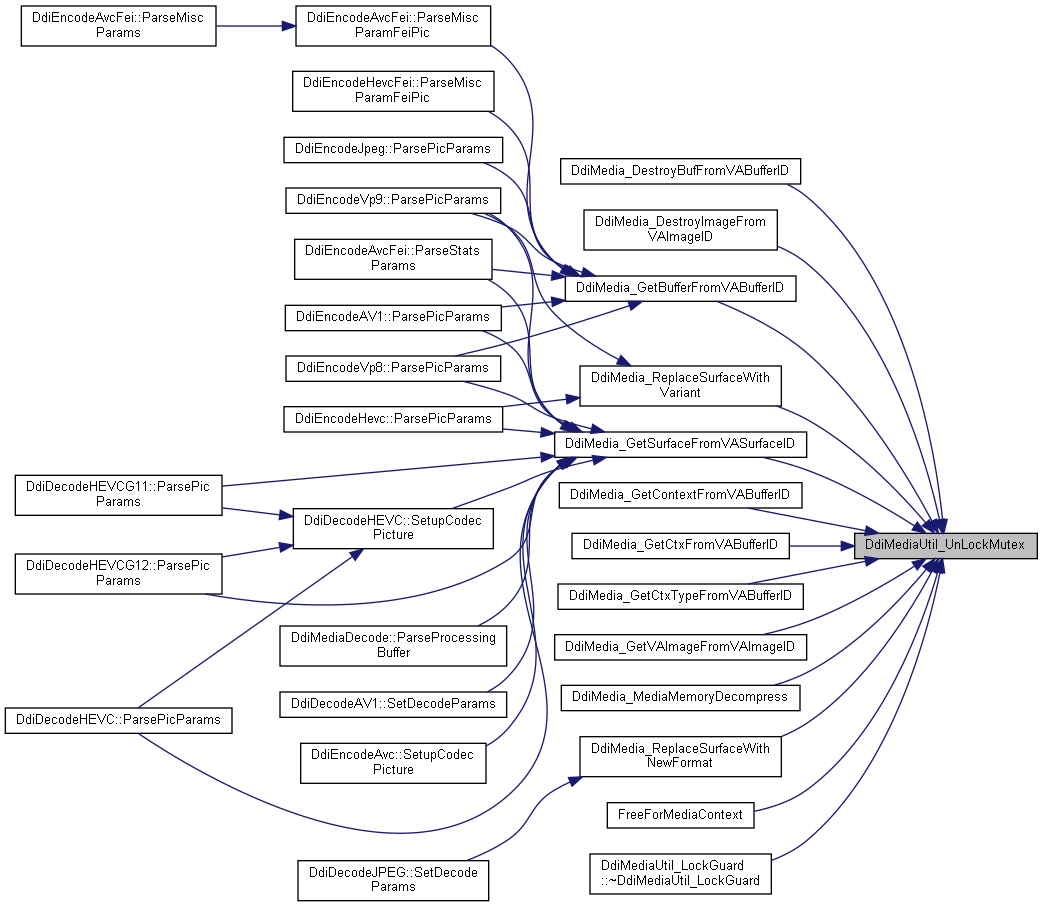 DdiEncodeAvcFei::ParseMisc
Params
DdiEncodeAvcFei::ParseMisc
ParamFeiPic
DdiEncodeHevcFei::ParseMisc
ParamFeiPic
DdiEncodeJpeg::ParsePicParams
DdiEncodeVp9::ParsePicParams
DdiEncodeAvcFei::ParseStats
Params
DdiEncodeAV1::ParsePicParams
DdiEncodeVp8::ParsePicParams
DdiEncodeHevc::ParsePicParams
DdiDecodeHEVCG11::ParsePic
Params
DdiDecodeHEVC::SetupCodec
Picture
DdiDecodeHEVCG12::ParsePic
Params
DdiMediaDecode::ParseProcessing
Buffer
DdiDecodeAV1::SetDecodeParams
DdiDecodeHEVC::ParsePicParams
DdiEncodeAvc::SetupCodec
Picture
DdiDecodeJPEG::SetDecode
Params
DdiMedia_DestroyBufFromVABufferID
DdiMedia_DestroyImageFrom
VAImageID
DdiMedia_GetBufferFromVABufferID
DdiMedia_ReplaceSurfaceWith
Variant
DdiMedia_GetSurfaceFromVASurfaceID
DdiMedia_GetContextFromVABufferID
DdiMedia_GetCtxFromVABufferID
DdiMedia_GetCtxTypeFromVABufferID
DdiMedia_GetVAImageFromVAImageID
DdiMedia_MediaMemoryDecompress
DdiMedia_ReplaceSurfaceWith
NewFormat
FreeForMediaContext
DdiMediaUtil_LockGuard
::~DdiMediaUtil_LockGuard
DdiMediaUtil_UnLockMutex